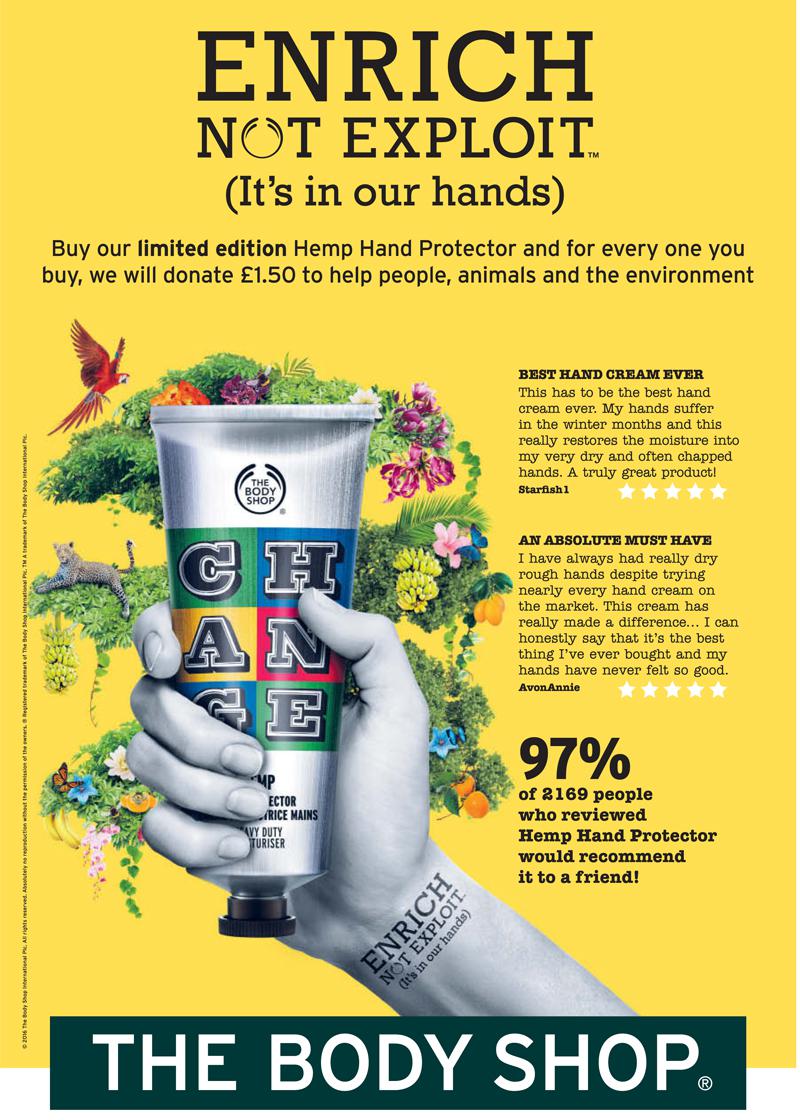 ENRICH
NOT EXPLOIT™
(It's in our hands)
Buy our limited edition Hemp Hand Protector and for every one you
buy, we will donate £1.50 to help people, animals and the environment
BEST HAND CREAM EVER
This has to be the best hand
cream ever. My hands suffer
in the winter months and this
really restores the moisture into
my very dry and often chapped
hands. A truly great product!
Starfish1
AN ABSOLUTE MUST HAVE
I have always had really dry
rough hands despite trying
nearly every hand cream on
the market. This cream has
really made a difference... I can
honestly say that it's the best
thing I've ever bought and my
hands have never felt so good.
AvonAnnie
97%
of 2169 people
who reviewed
Hemp Hand Protector
would recommend
it to a friend!
THE
BODY
SHOP®
CH
AN
GE
MP
ECTOR
TRICE MAINS
AVY DUTY
TURISER
ENRICH
NOT EXPLOIT™
(It's in our hands)
© 2016 The Body Shop International Plc. All rights reserved. Absolutely no reproduction without the permission of the owners. ® Registered trademark of The Body Shop International Plc. TM A trademark of The Body Shop International Plc.
THE BODY SHOP®